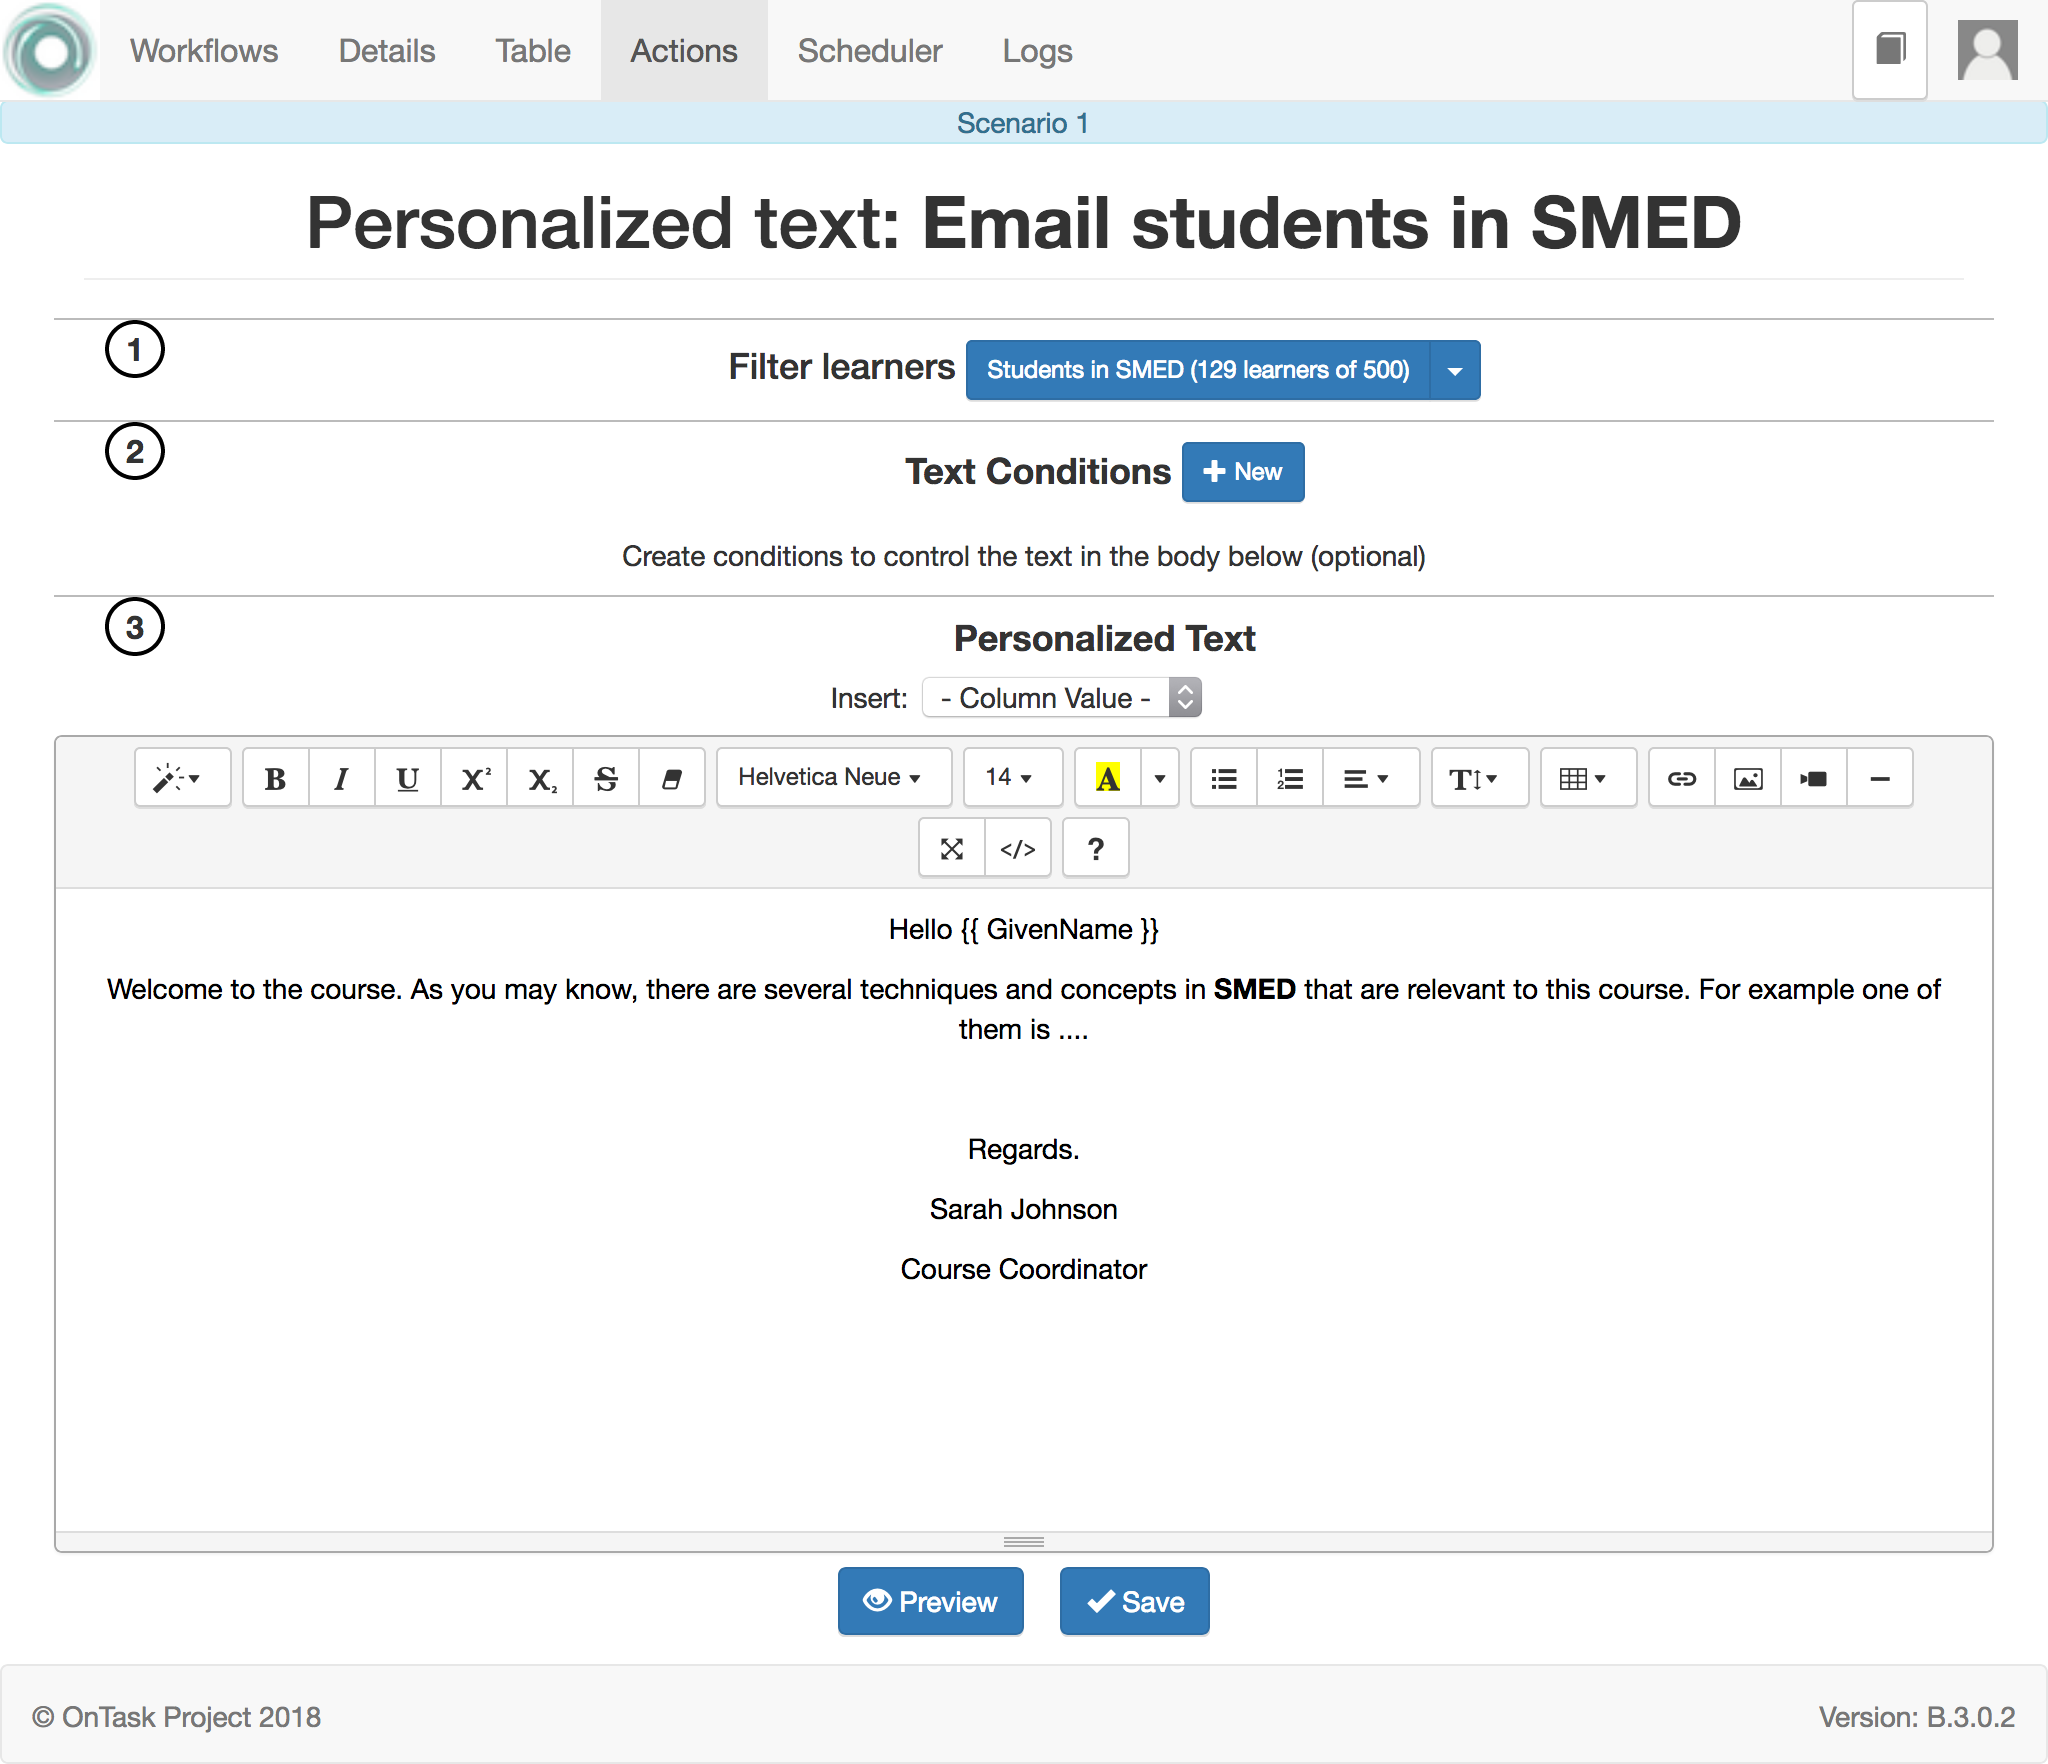 Workflows Details Table Actions Scheduler Logs
Scenario 1
Personalized text: Email students in SMED
1
Filter learners Students in SMED (129 learners of 500)
2
Text Conditions New
Create conditions to control the text in the body below (optional)
3
Personalized Text
Insert: - Column Value -
B I U X² X₂ S Helvetica Neue 14 A T
</> ?
Hello {{ GivenName }}
Welcome to the course. As you may know, there are several techniques and concepts in SMED that are relevant to this course. For example one of
them is ....
Regards.
Sarah Johnson
Course Coordinator
Preview Save
© OnTask Project 2018 Version: B.3.0.2